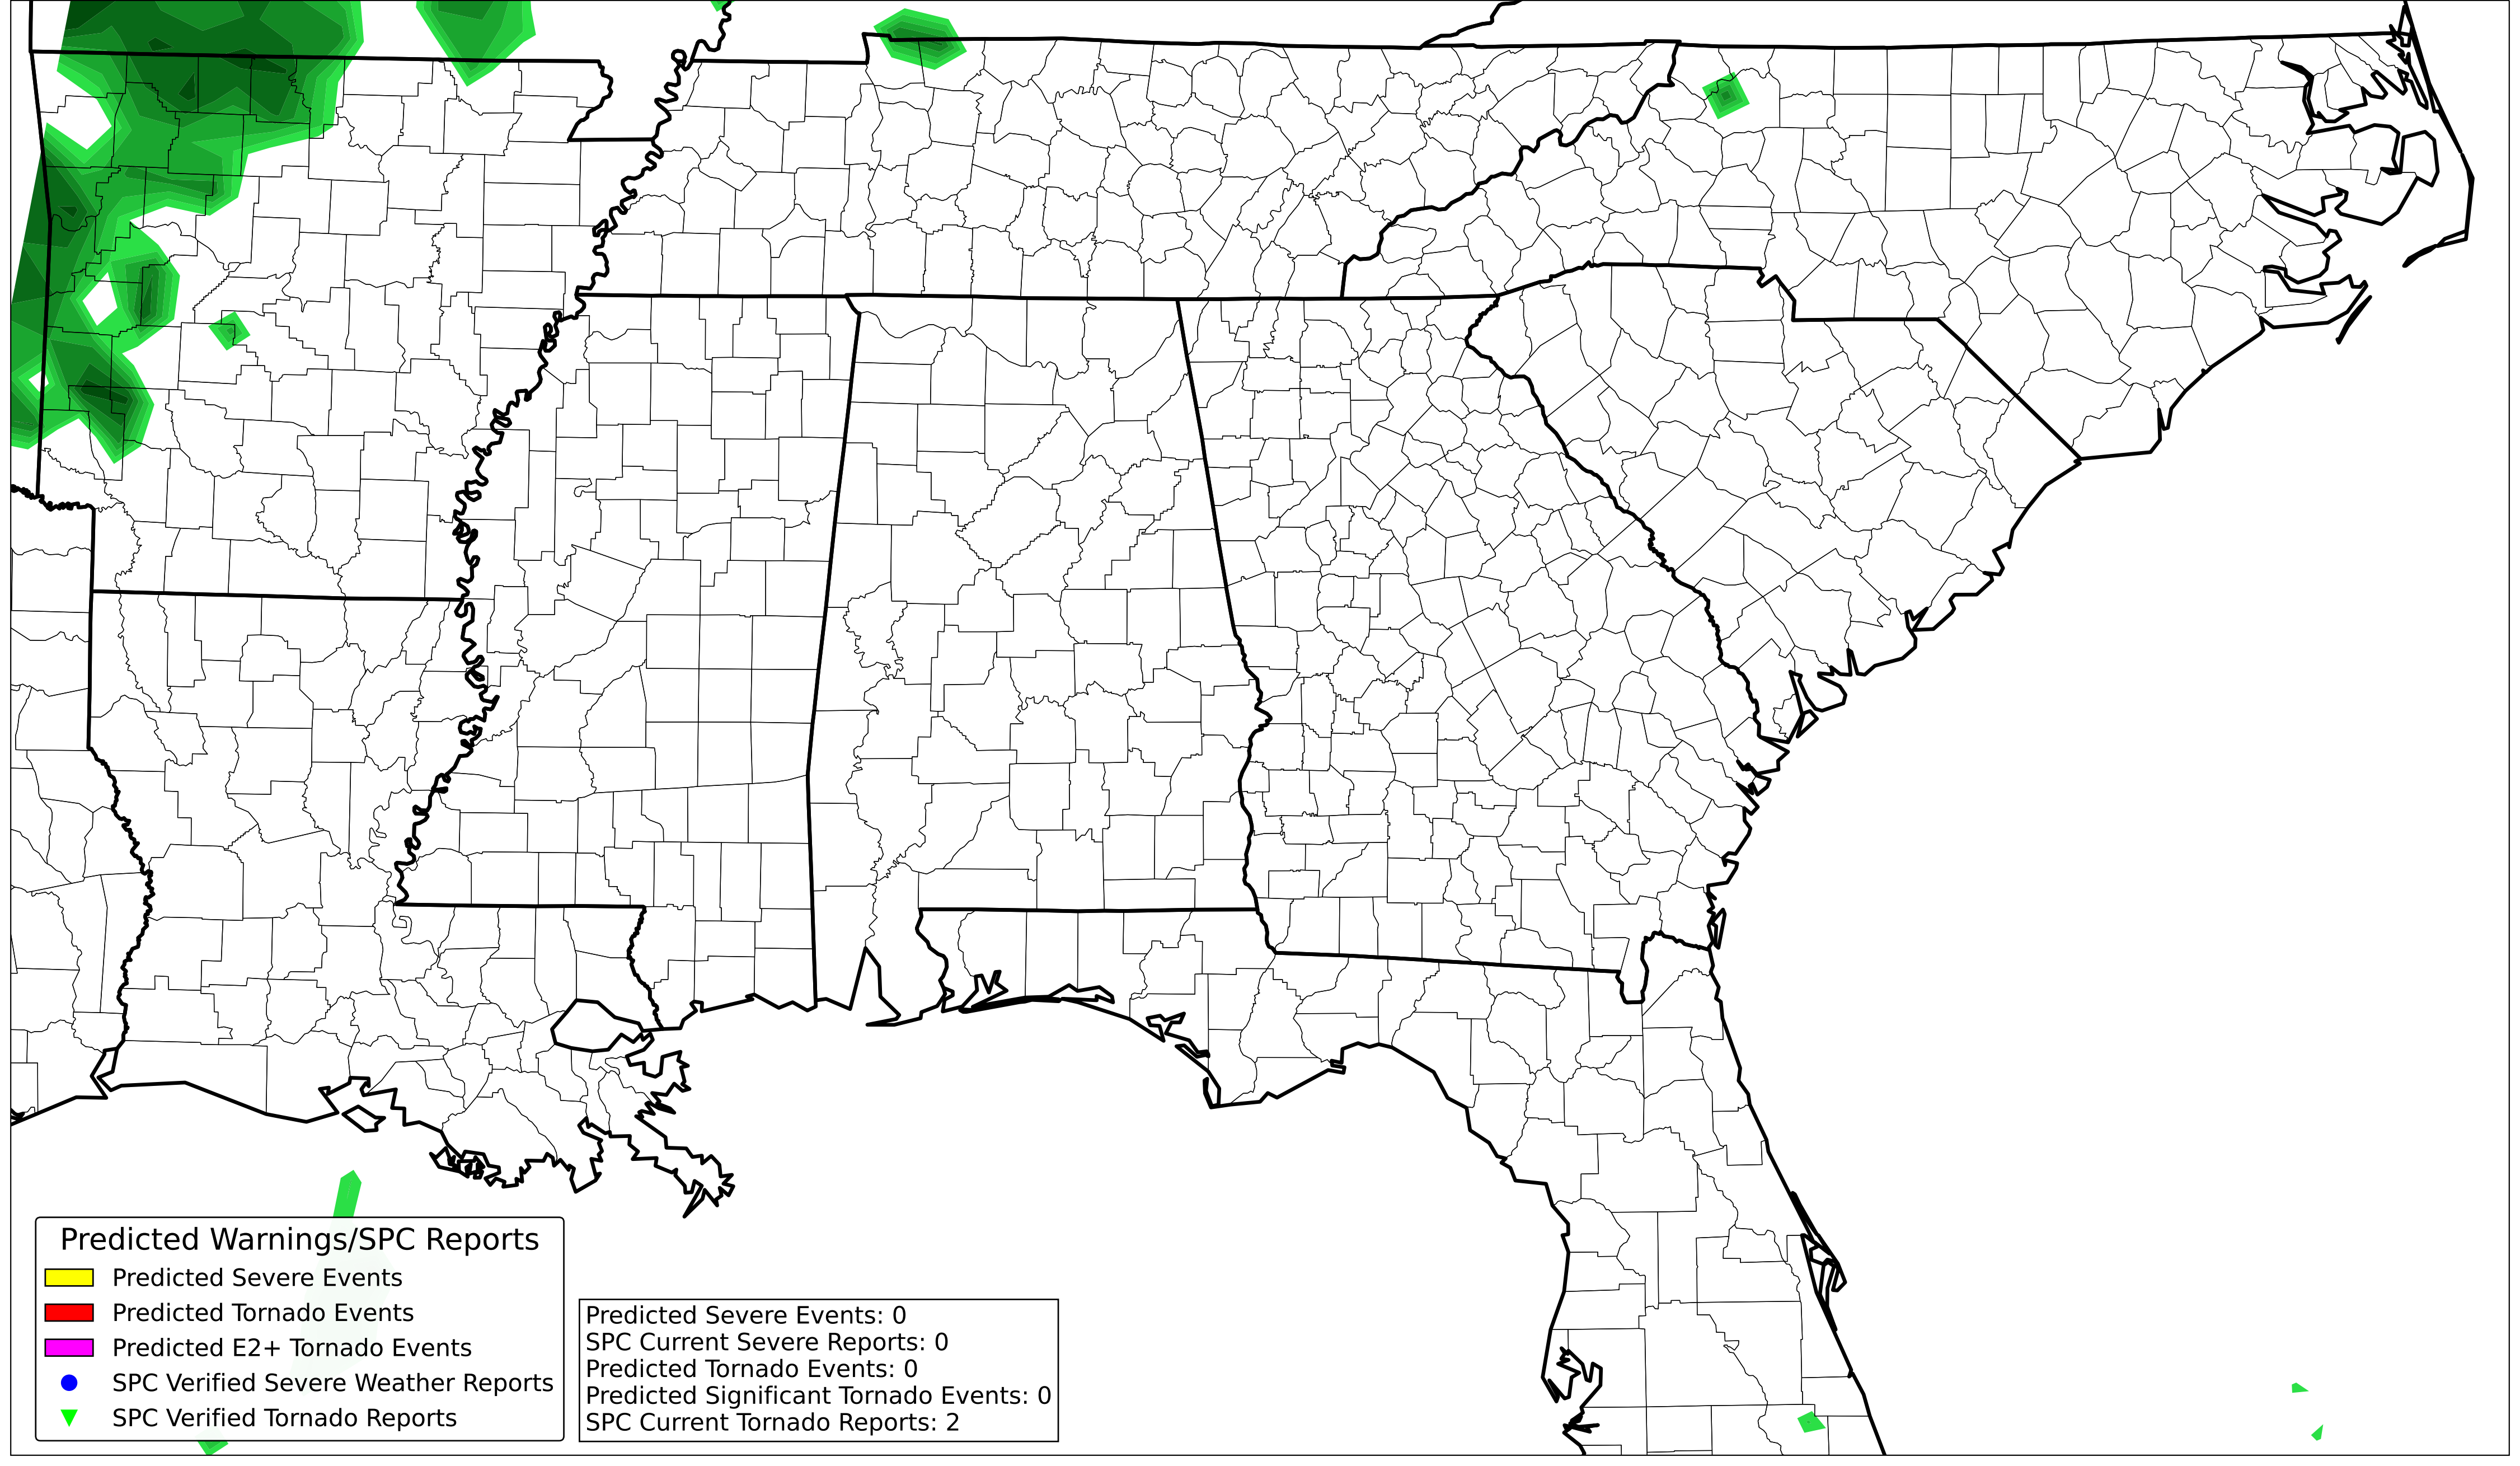 Predicted Warnings/SPC Reports
Predicted Severe Events
Predicted Tornado Events
Predicted E2+ Tornado Events
SPC Verified Severe Weather Reports
SPC Verified Tornado Reports
Predicted Severe Events: 0
SPC Current Severe Reports: 0
Predicted Tornado Events: 0
Predicted Significant Tornado Events: 0
SPC Current Tornado Reports: 2